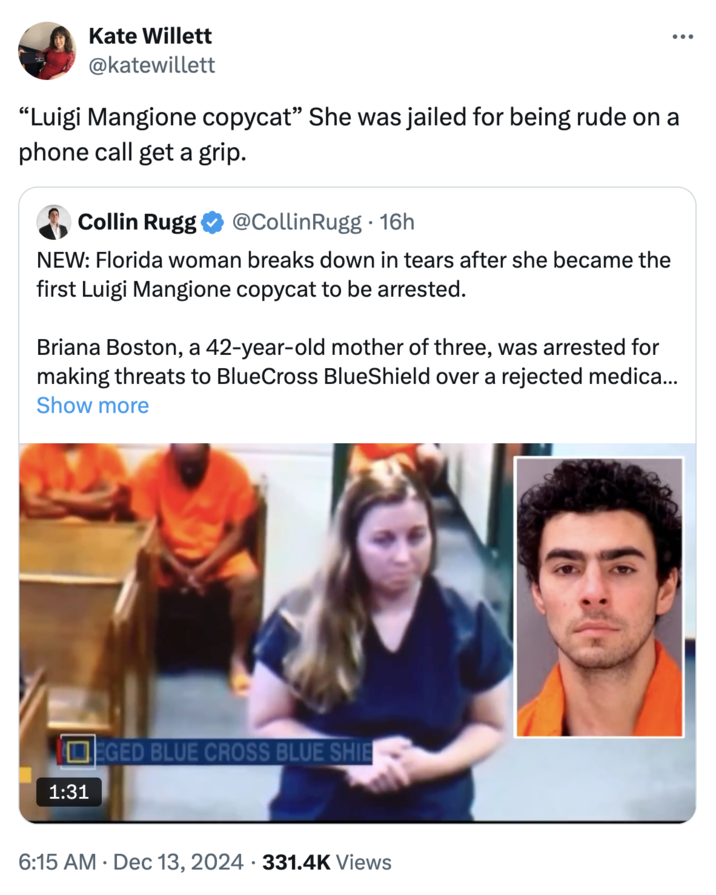 Kate Willett
@katewillett
“Luigi Mangione copycat” She was jailed for being rude on a
phone call get a grip.
Collin Rugg @CollinRugg · 16h
NEW: Florida woman breaks down in tears after she became the
first Luigi Mangione copycat to be arrested.
Briana Boston, a 42-year-old mother of three, was arrested for
making threats to BlueCross BlueShield over a rejected medica...
Show more
EGED BLUE CROSS BLUE SHIE
1:31
6:15 AM · Dec 13, 2024 · 331.4K Views